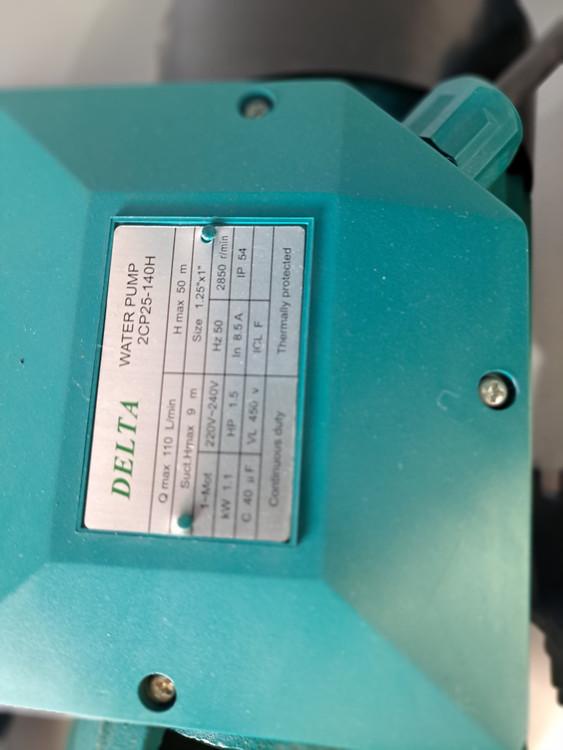 DELTA WATER PUMP
2CP25-140H
Q max 110 L/min H max 50 m
Suct.Hmax 9 m Size 1.25"x1"
1~Mot 220V~240V Hz 50 2850 r/min
kW 1.1 HP 1.5 In 8.5 A IP 54
C 40 µF VL 450 v ICL F
Continuous duty Thermally protected